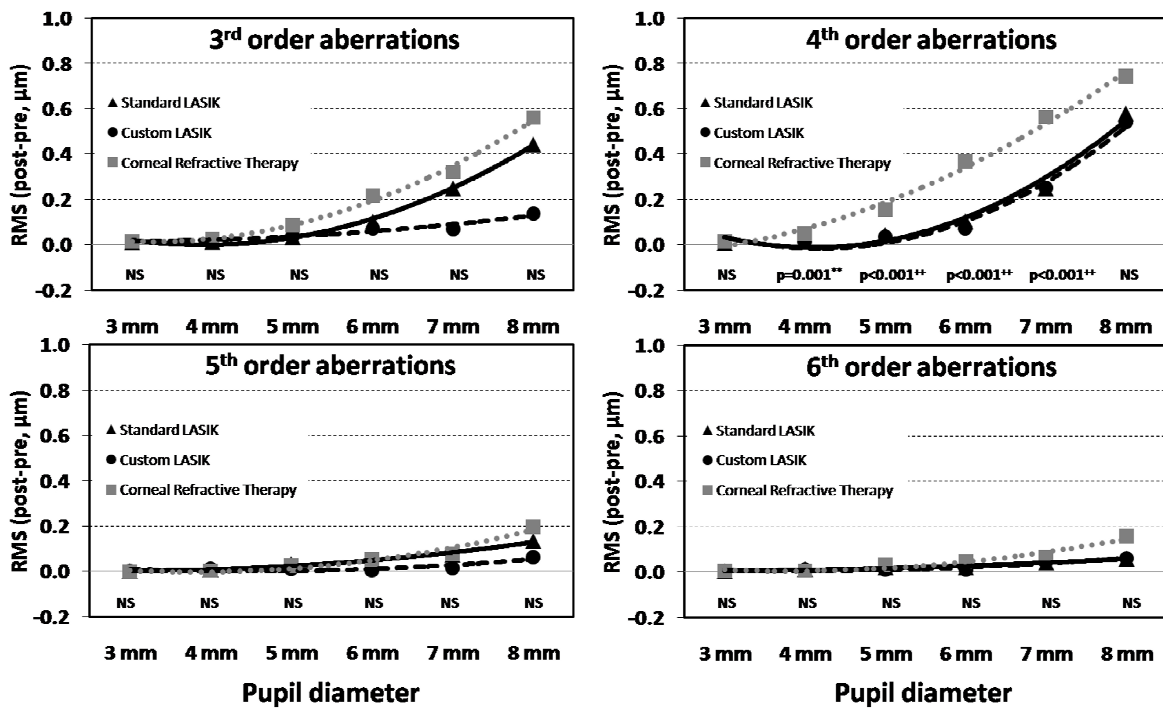 3rd order aberrations
RMS (post-pre, µm)
1.0
0.8
0.6
0.4
0.2
0.0
−0.2
Standard LASIK
Custom LASIK
Corneal Refractive Therapy
NS NS NS NS NS NS
3 mm 4 mm 5 mm 6 mm 7 mm 8 mm
4th order aberrations
RMS (post-pre, µm)
1.0
0.8
0.6
0.4
0.2
0.0
−0.2
Standard LASIK
Custom LASIK
Corneal Refractive Therapy
NS p=0.001** p<0.001++ p<0.001++ p<0.001++ NS
3 mm 4 mm 5 mm 6 mm 7 mm 8 mm
5th order aberrations
RMS (post-pre, µm)
1.0
0.8
0.6
0.4
0.2
0.0
−0.2
Standard LASIK
Custom LASIK
Corneal Refractive Therapy
NS NS NS NS NS NS
3 mm 4 mm 5 mm 6 mm 7 mm 8 mm
Pupil diameter
6th order aberrations
RMS (post-pre, µm)
1.0
0.8
0.6
0.4
0.2
0.0
−0.2
Standard LASIK
Custom LASIK
Corneal Refractive Therapy
NS NS NS NS NS NS
3 mm 4 mm 5 mm 6 mm 7 mm 8 mm
Pupil diameter